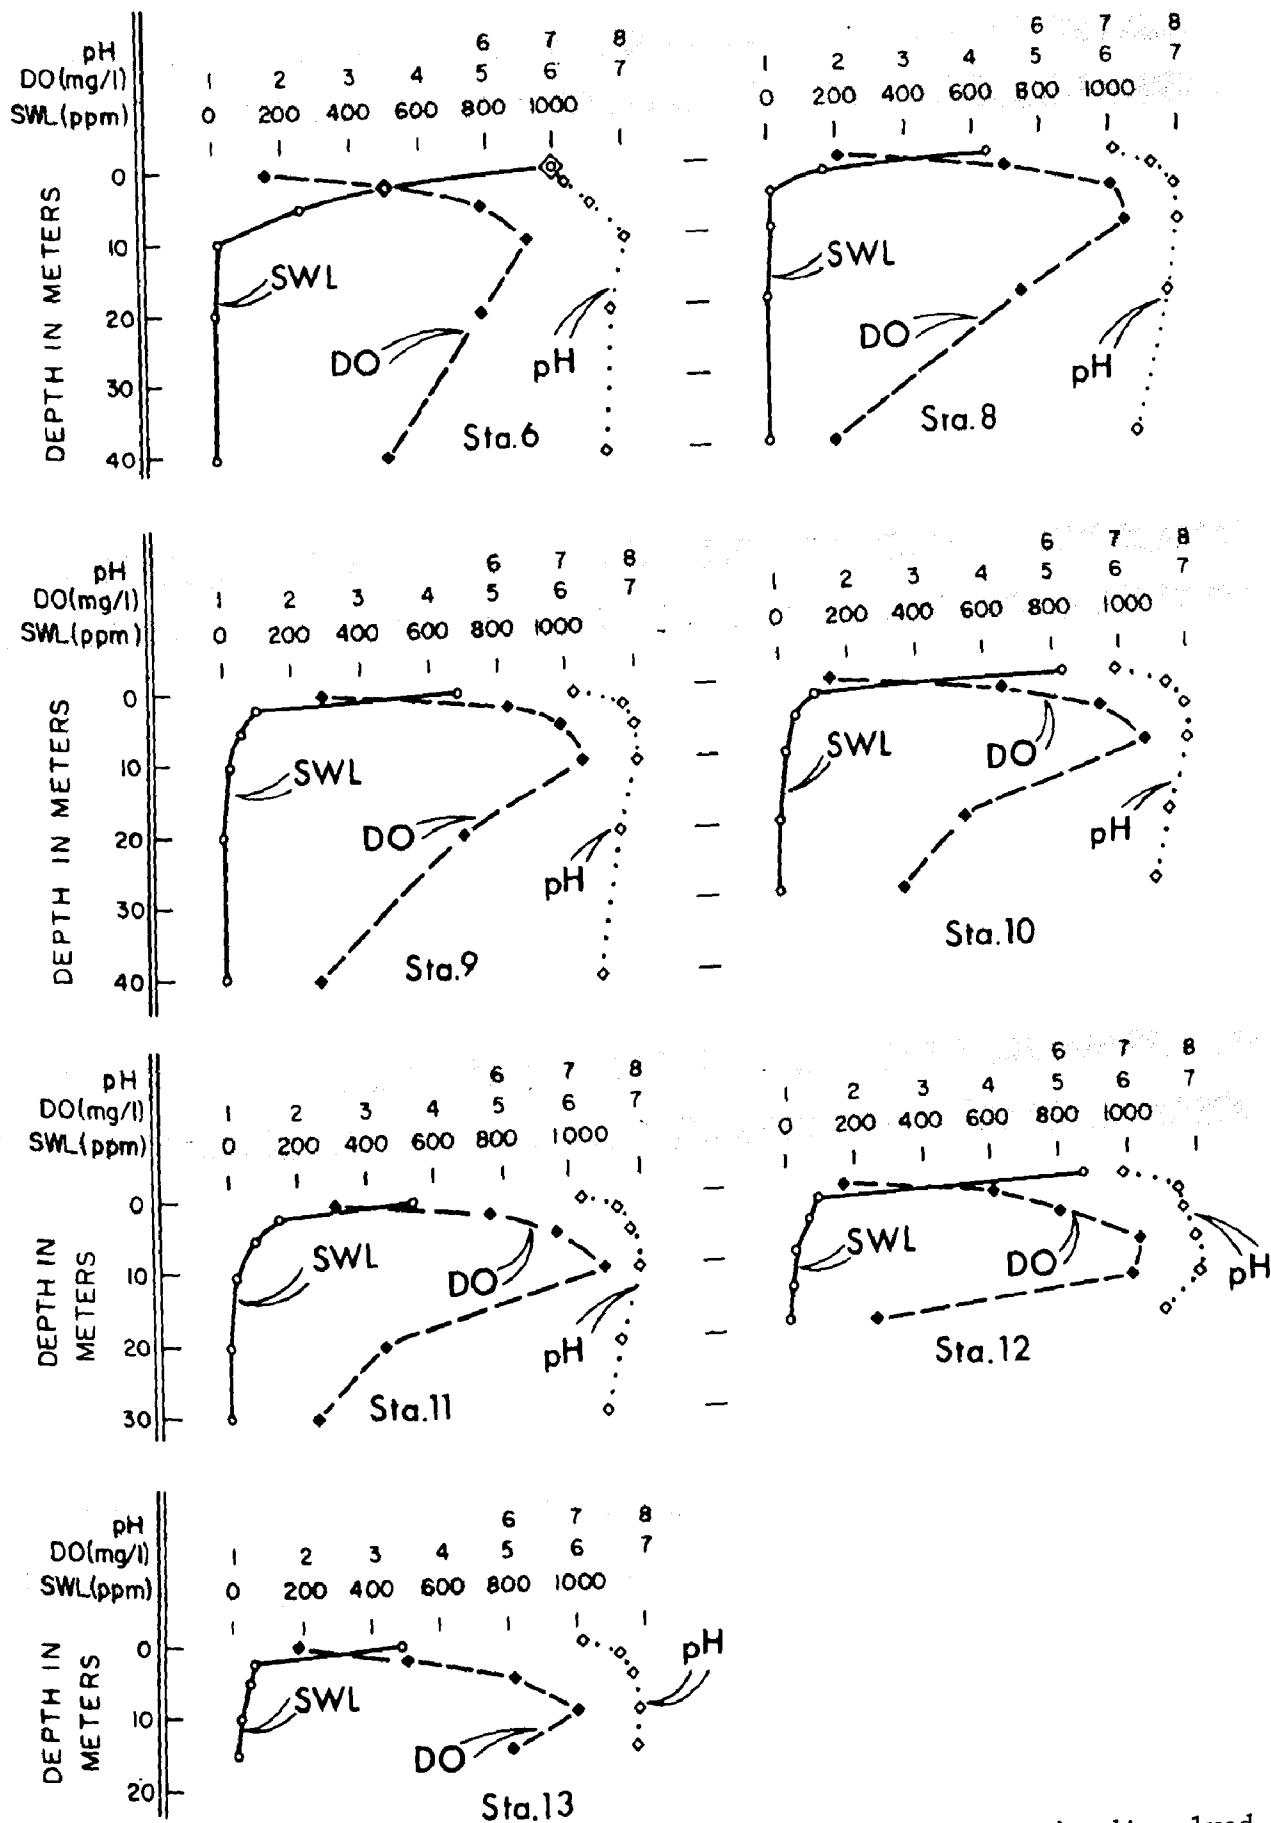 pH 6 7 8
DO(mg/l) 1 2 3 4 5 6 7
SWL(ppm) 0 200 400 600 800 1000
DEPTH IN METERS
0
10
20
30
40
SWL
DO
pH
Sta.6
6 7 8
1 2 3 4 5 6 7
0 200 400 600 800 1000
SWL
DO
pH
Sta.8
pH 6 7 8
DO(mg/l) 1 2 3 4 5 6 7
SWL(ppm) 0 200 400 600 800 1000
DEPTH IN METERS
0
10
20
30
40
SWL
DO
pH
Sta.9
6 7 8
1 2 3 4 5 6 7
0 200 400 600 800 1000
SWL
DO
pH
Sta.10
pH 6 7 8
DO(mg/l) 1 2 3 4 5 6 7
SWL(ppm) 0 200 400 600 800 1000
DEPTH IN
METERS
0
10
20
30
SWL
DO
pH
Sta.11
6 7 8
1 2 3 4 5 6 7
0 200 400 600 800 1000
SWL
DO
pH
Sta.12
pH 6 7 8
DO(mg/l) 1 2 3 4 5 6 7
SWL(ppm) 0 200 400 600 800 1000
DEPTH IN
METERS
0
10
20
SWL
DO
pH
Sta.13